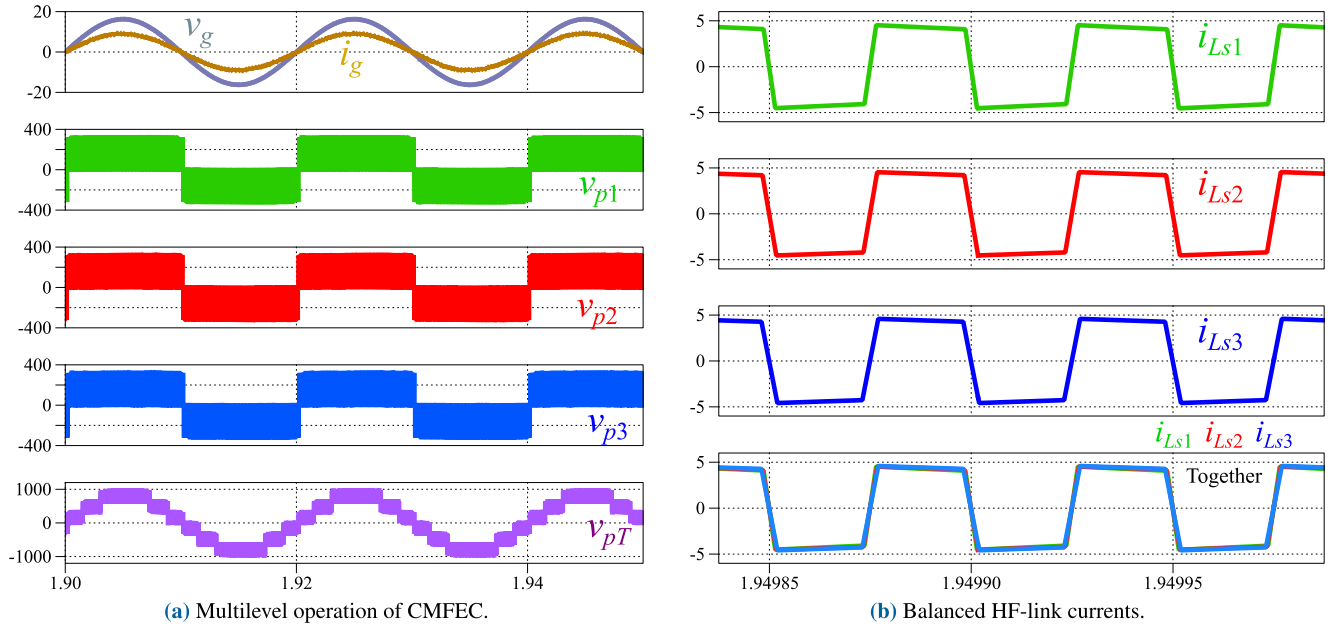 20
0
-20
v_g
i_g
400
0
-400
v_p1
400
0
-400
v_p2
400
0
-400
v_p3
1000
0
-1000
v_pT
1.90
1.92
1.94
(a) Multilevel operation of CMFEC.
5
0
-5
i_Ls1
5
0
-5
i_Ls2
5
0
-5
i_Ls3
i_Ls1 i_Ls2 i_Ls3
5
0
-5
Together
1.94985
1.94990
1.94995
(b) Balanced HF-link currents.